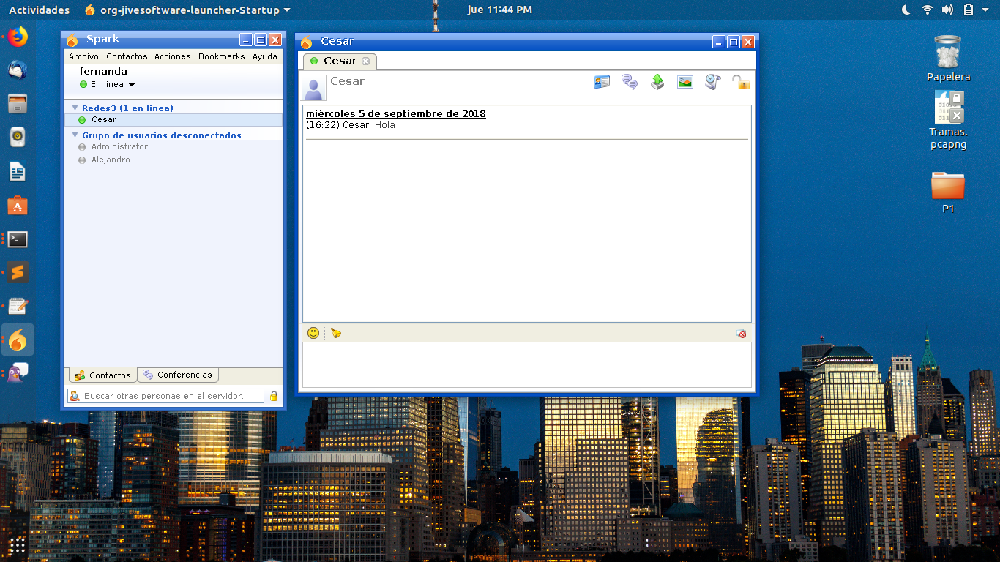 Actividades
org-jivesoftware-launcher-Startup
jue 11:44 PM
Spark
Archivo Contactos Acciones Bookmarks Ayuda
fernanda
En línea
Redes3 (1 en línea)
Cesar
Grupo de usuarios desconectados
Administrator
Alejandro
Contactos
Conferencias
Buscar otras personas en el servidor.
Cesar
Cesar
Cesar
miércoles 5 de septiembre de 2018
(16:22) Cesar: Hola
Papelera
Tramas.
pcapng
P1